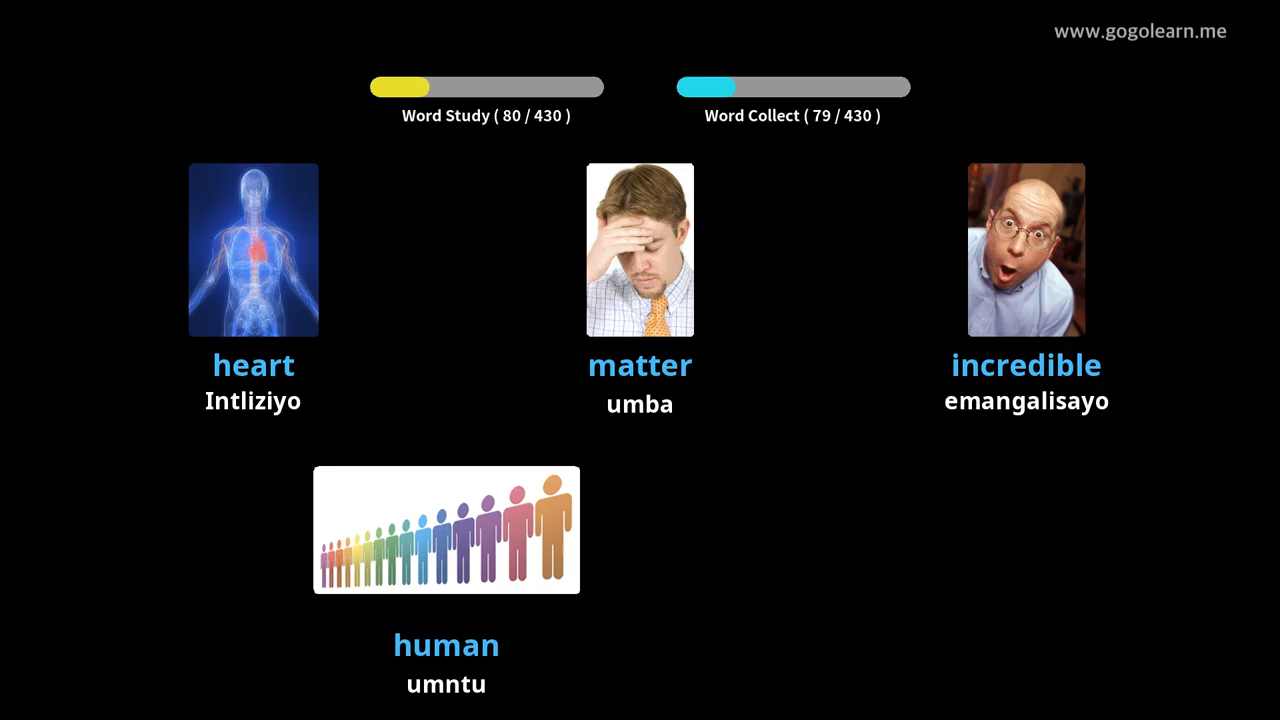 www.gogolearn.me
Word Study ( 80 / 430 )
Word Collect ( 79 / 430 )
heart
Intliziyo
matter
umba
incredible
emangalisayo
human
umntu